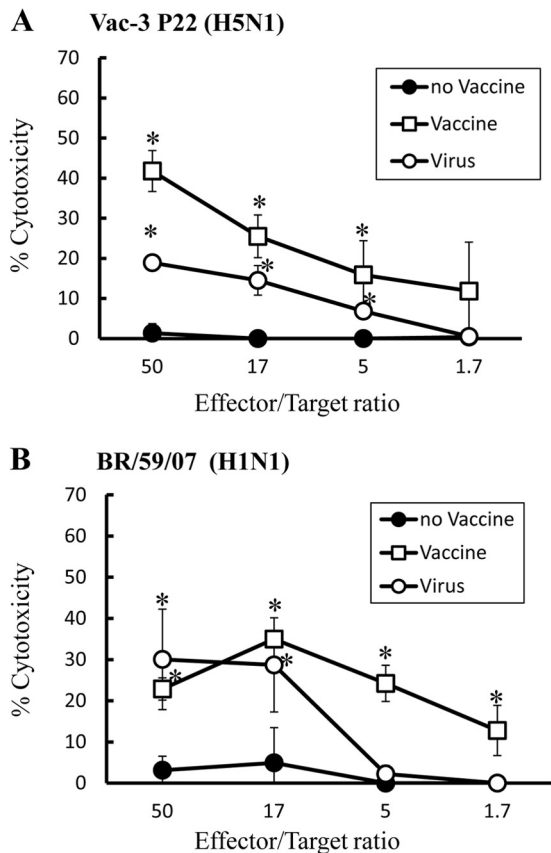 A Vac-3 P22 (H5N1)
70
60
50
40
30
20
10
0
% Cytotoxicity
no Vaccine
Vaccine
Virus
* * * * * *
50 17 5 1.7
Effector/Target ratio
B BR/59/07 (H1N1)
70
60
50
40
30
20
10
0
% Cytotoxicity
no Vaccine
Vaccine
Virus
* * * * * *
50 17 5 1.7
Effector/Target ratio